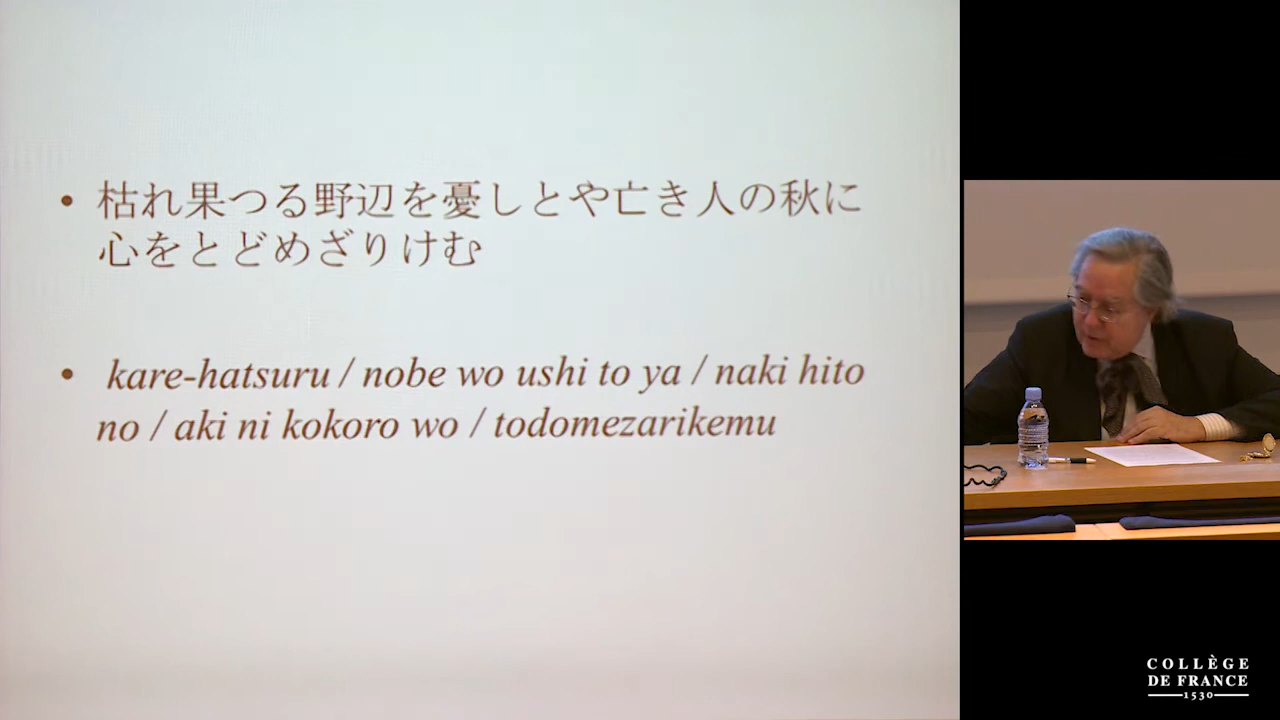 • 枯れ果つる野辺を憂しとや亡き人の秋に
心をとどめざりけむ
• kare-hatsuru / nobe wo ushi to ya / naki hito
no / aki ni kokoro wo / todomezarikemu
COLLÈGE
DE FRANCE
1530